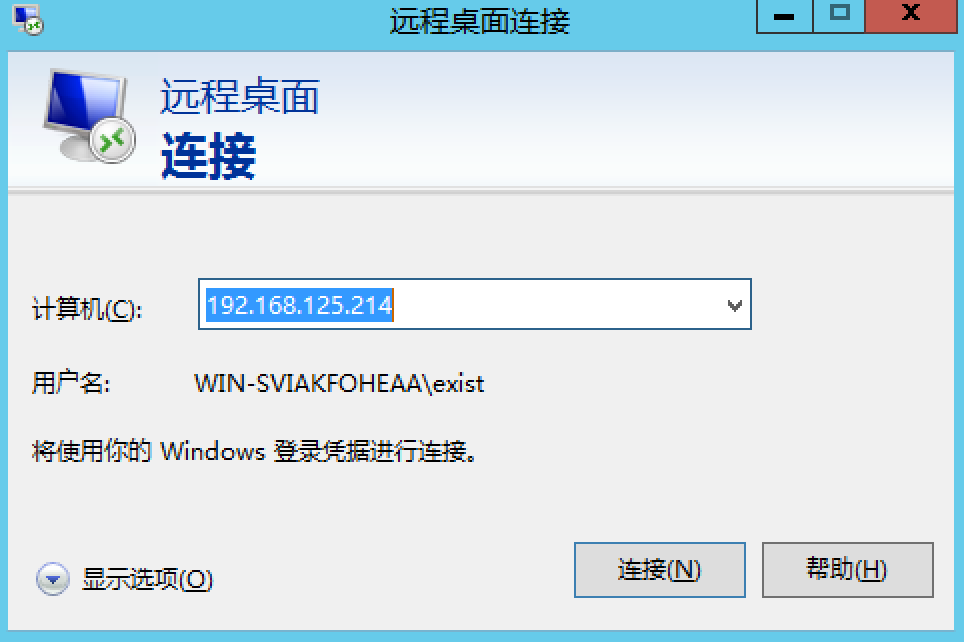 远程桌面连接
远程桌面
连接
计算机(C):
192.168.125.214
用户名:
WIN-SVIAKFOHEAA\exist
将使用你的 Windows 登录凭据进行连接。
显示选项(O)
连接(N)
帮助(H)